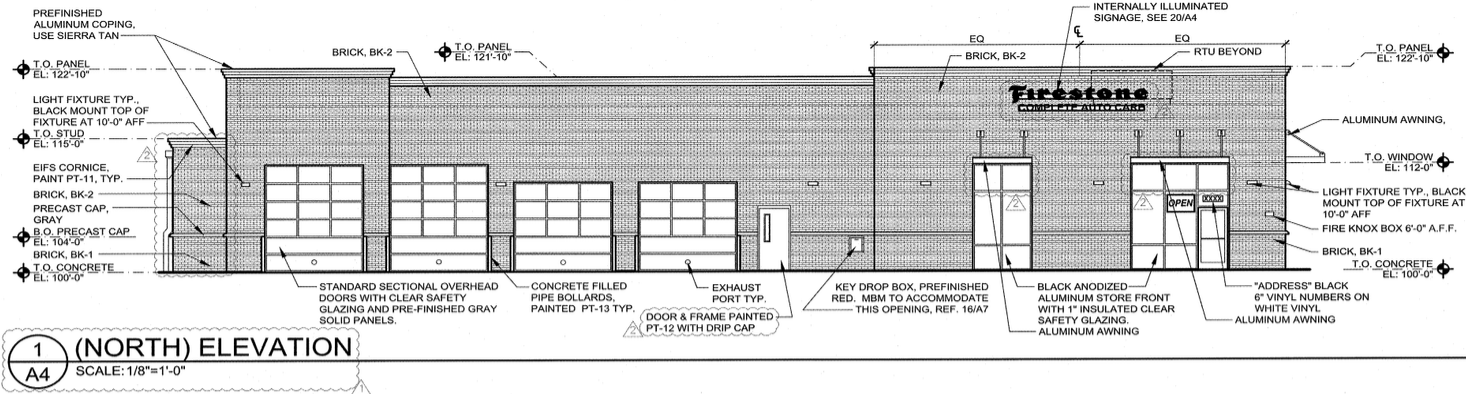 PREFINISHED
ALUMINUM COPING,
USE SIERRA TAN
T.O. PANEL
EL: 122'-10"
LIGHT FIXTURE TYP.,
BLACK MOUNT TOP OF
FIXTURE AT 10'-0" AFF
T.O. STUD
EL: 115'-0"
2
EIFS CORNICE,
PAINT PT-11, TYP.
BRICK, BK-2
PRECAST CAP,
GRAY
B.O. PRECAST CAP
EL: 104'-0"
BRICK, BK-1
T.O. CONCRETE
EL: 100'-0"
BRICK, BK-2
T.O. PANEL
EL: 121'-10"
INTERNALLY ILLUMINATED
SIGNAGE, SEE 20/A4
CL
EQ
EQ
BRICK, BK-2
RTU BEYOND
Firestone
COMPLETE AUTO CARE
T.O. PANEL
EL: 122'-10"
ALUMINUM AWNING,
T.O. WINDOW
EL: 112'-0"
LIGHT FIXTURE TYP., BLACK
MOUNT TOP OF FIXTURE AT
10'-0" AFF
FIRE KNOX BOX 6'-0" A.F.F.
BRICK, BK-1
T.O. CONCRETE
EL: 100'-0"
2
2
OPEN
XXXX
STANDARD SECTIONAL OVERHEAD
DOORS WITH CLEAR SAFETY
GLAZING AND PRE-FINISHED GRAY
SOLID PANELS.
CONCRETE FILLED
PIPE BOLLARDS,
PAINTED PT-13 TYP.
EXHAUST
PORT TYP.
2
DOOR & FRAME PAINTED
PT-12 WITH DRIP CAP
KEY DROP BOX, PREFINISHED
RED. MBM TO ACCOMMODATE
THIS OPENING, REF. 16/A7
BLACK ANODIZED
ALUMINUM STORE FRONT
WITH 1" INSULATED CLEAR
SAFETY GLAZING.
ALUMINUM AWNING
"ADDRESS" BLACK
6" VINYL NUMBERS ON
WHITE VINYL
ALUMINUM AWNING
1
A4
(NORTH) ELEVATION
SCALE: 1/8"=1'-0"
1